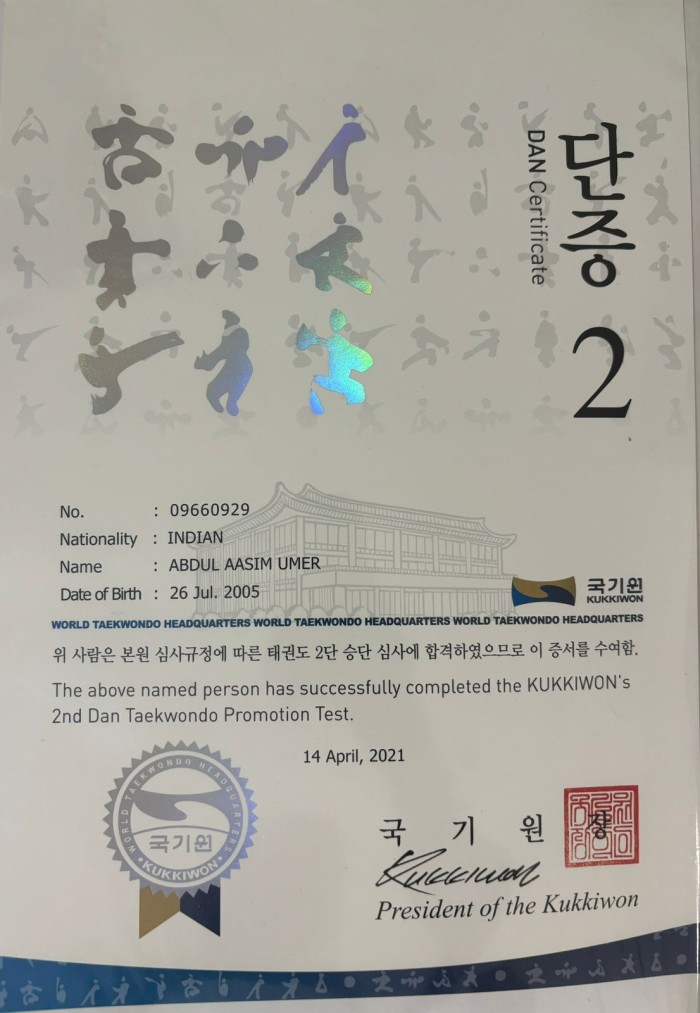 단증
DAN Certificate
2
No. : 09660929
Nationality : INDIAN
Name : ABDUL AASIM UMER
Date of Birth : 26 Jul. 2005
국기원
KUKKIWON
WORLD TAEKWONDO HEADQUARTERS WORLD TAEKWONDO HEADQUARTERS WORLD TAEKWONDO HEADQUARTERS
위 사람은 본원 심사규정에 따른 태권도 2단 승단 심사에 합격하였으므로 이 증서를 수여함.
The above named person has successfully completed the KUKKIWON's
2nd Dan Taekwondo Promotion Test.
14 April, 2021
WORLD TAEKWONDO HEADQUARTERS
국기원
• KUKKIWON •
국 기 원 장
Kukkiwon
President of the Kukkiwon